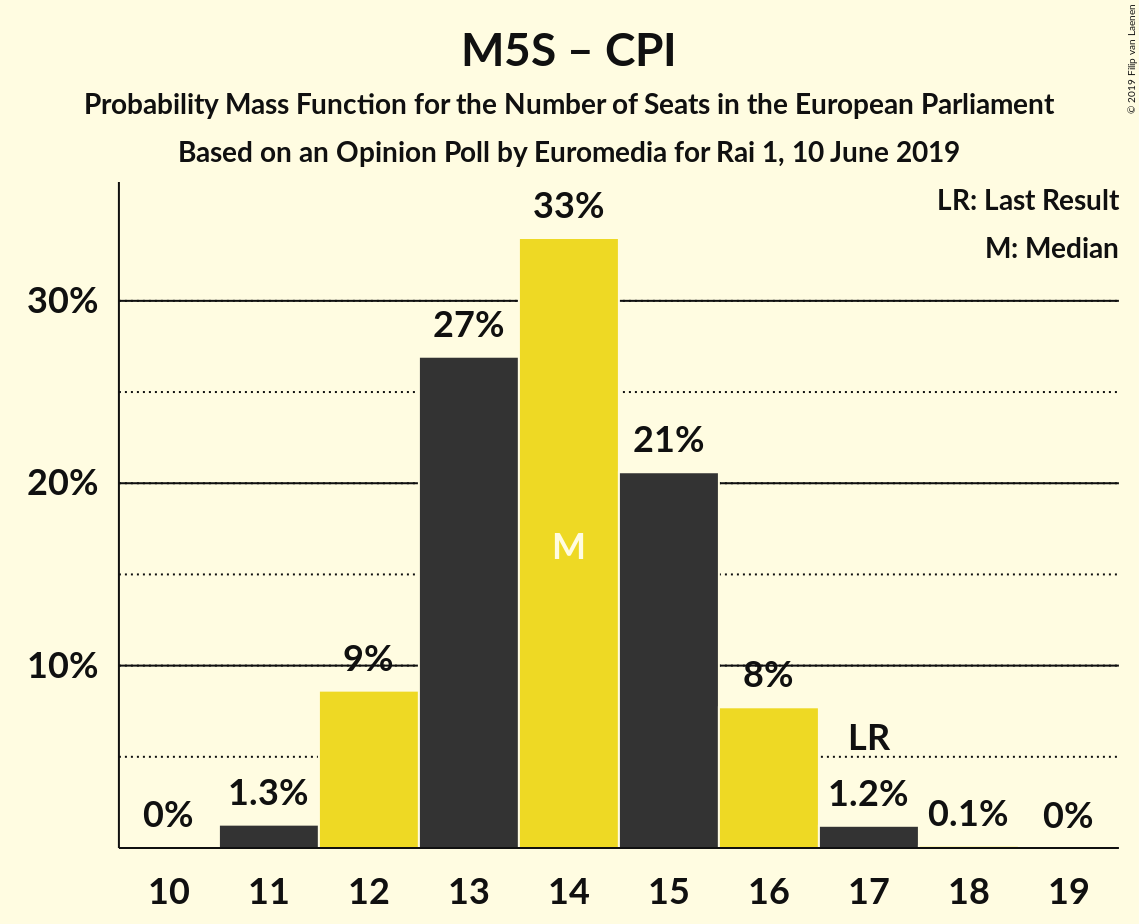 M5S – CPI
Probability Mass Function for the Number of Seats in the European Parliament
Based on an Opinion Poll by Euromedia for Rai 1, 10 June 2019
© 2019 Filip van Laenen
LR: Last Result
M: Median
33%
30%
27%
21%
20%
M
10%
9%
8%
LR
0%
1.3%
1.2%
0.1%
0%
10 11 12 13 14 15 16 17 18 19